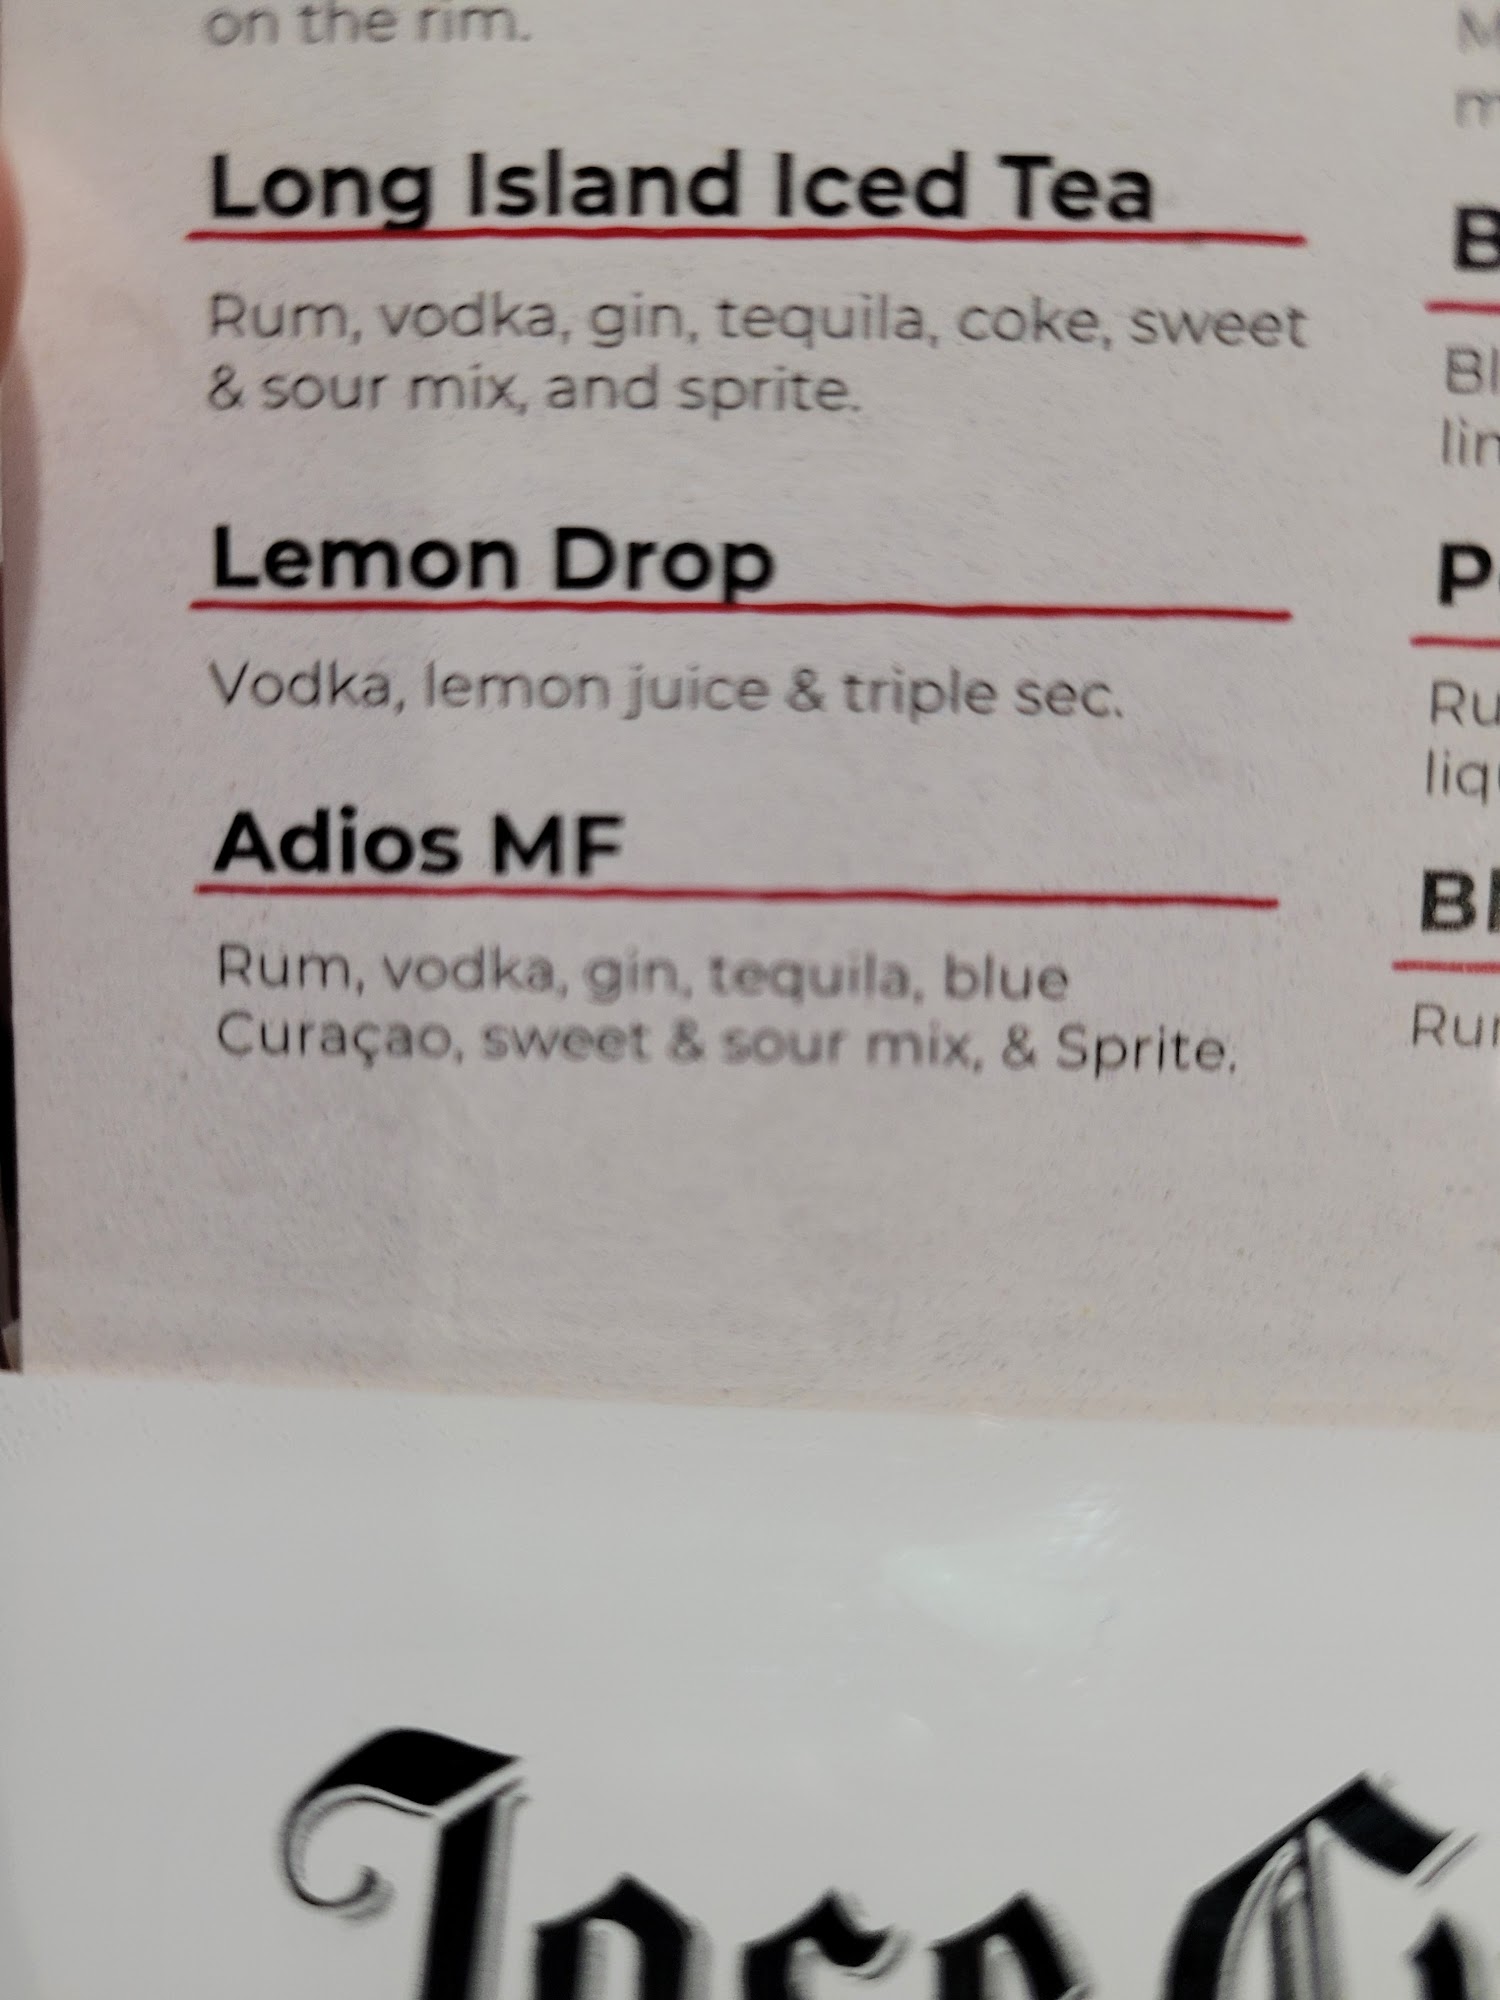 on the rim.
Long Island Iced Tea
Rum, vodka, gin, tequila, coke, sweet
& sour mix, and sprite.
Lemon Drop
Vodka, lemon juice & triple sec.
Adios MF
Rum, vodka, gin, tequila, blue
Curaçao, sweet & sour mix, & Sprite.
Jose